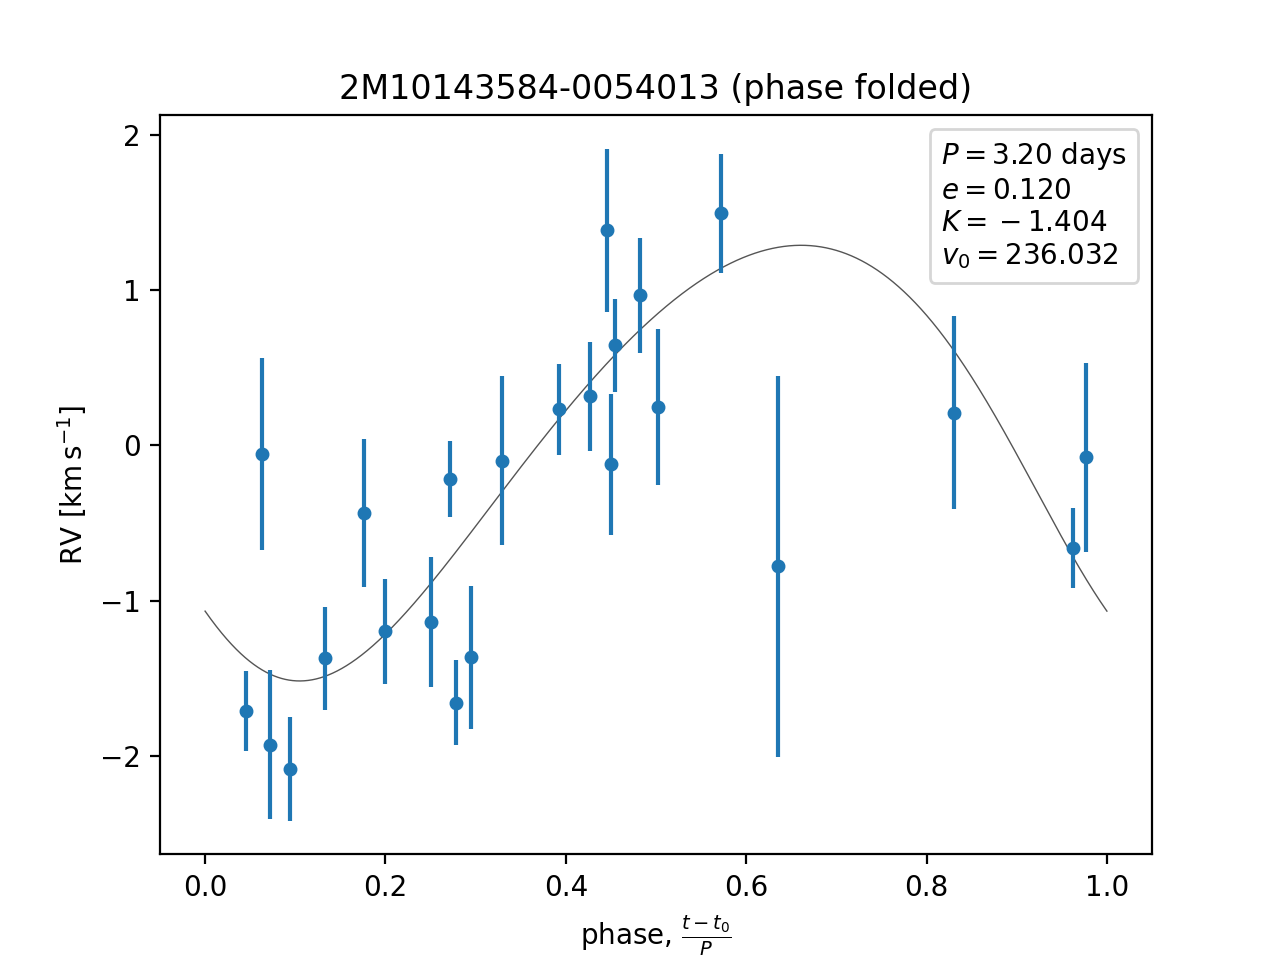 2M10143584-0054013 (phase folded)
P = 3.20 days
e = 0.120
K = − 1.404
v₀ = 236.032
RV [km s⁻¹]
2
1
0
−1
−2
0.0 0.2 0.4 0.6 0.8 1.0
phase, (t − t₀)/P